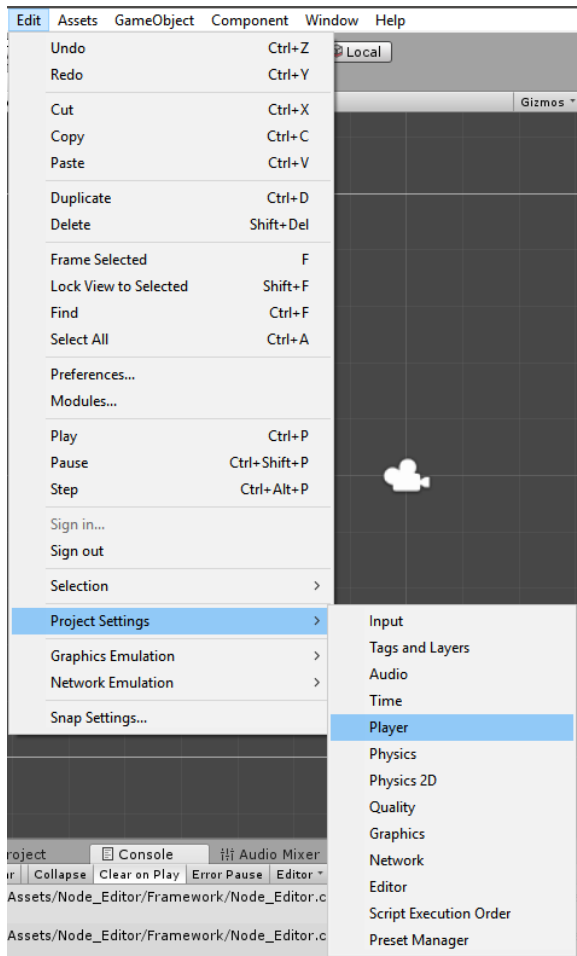 Edit Assets GameObject Component Window Help
Undo Ctrl+Z
Local
Redo Ctrl+Y
Cut Ctrl+X
Gizmos
Copy Ctrl+C
Paste Ctrl+V
Duplicate Ctrl+D
Delete Shift+Del
Frame Selected F
Lock View to Selected Shift+F
Find Ctrl+F
Select All Ctrl+A
Preferences...
Modules...
Play Ctrl+P
Pause Ctrl+Shift+P
Step Ctrl+Alt+P
Sign in...
Sign out
Selection >
Project Settings >
Graphics Emulation >
Network Emulation >
Snap Settings...
Input
Tags and Layers
Audio
Time
Player
Physics
Physics 2D
Quality
Graphics
Network
Editor
Script Execution Order
Preset Manager
roject Console Audio Mixer
Collapse Clear on Play Error Pause Editor
Assets/Node_Editor/Framework/Node_Editor.c
Assets/Node_Editor/Framework/Node_Editor.c